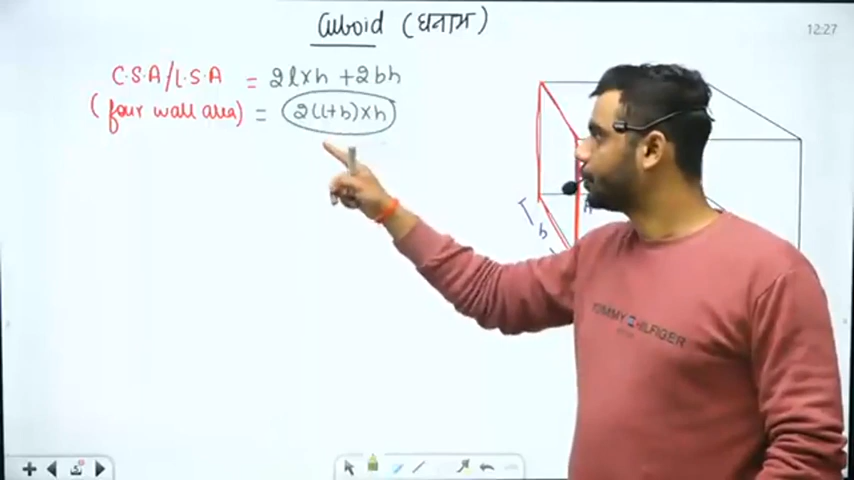 Cuboid (घनाभ)
12:27
C.S.A/L.S.A = 2l×h + 2bh
(four wall area) = 2(l+b)×h
h
b
TOMMY HILFIGER